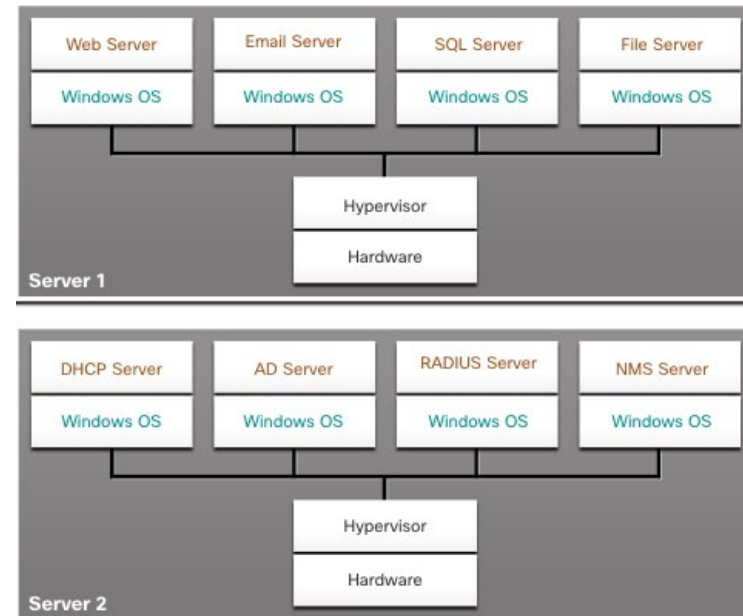 Web Server
Email Server
SQL Server
File Server
Windows OS
Windows OS
Windows OS
Windows OS
Hypervisor
Hardware
Server 1
DHCP Server
AD Server
RADIUS Server
NMS Server
Windows OS
Windows OS
Windows OS
Windows OS
Hypervisor
Hardware
Server 2